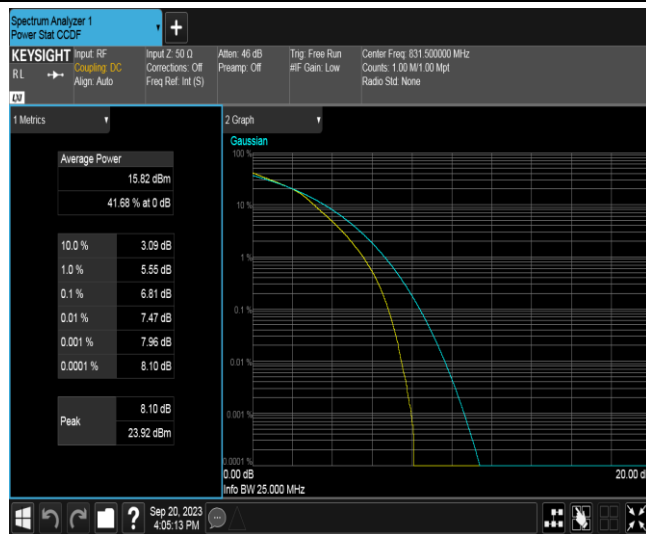 Spectrum Analyzer 1
Power Stat CCDF
+
KEYSIGHT
RL
LXI
Input: RF
Coupling: DC
Align: Auto
Input Z: 50 Ω
Corrections: Off
Freq Ref: Int (S)
Atten: 46 dB
Preamp: Off
Trig: Free Run
#IF Gain: Low
Center Freq: 831.500000 MHz
Counts: 1.00 M/1.00 Mpt
Radio Std: None
1 Metrics
Average Power
15.82 dBm
41.68 % at 0 dB
10.0 % 3.09 dB
1.0 % 5.55 dB
0.1 % 6.81 dB
0.01 % 7.47 dB
0.001 % 7.96 dB
0.0001 % 8.10 dB
Peak
8.10 dB
23.92 dBm
2 Graph
Gaussian
100 %
10 %
1 %
0.1 %
0.01 %
0.001 %
0.0001 %
0.00 dB
20.00 d
Info BW 25.000 MHz
?
Sep 20, 2023
4:05:13 PM